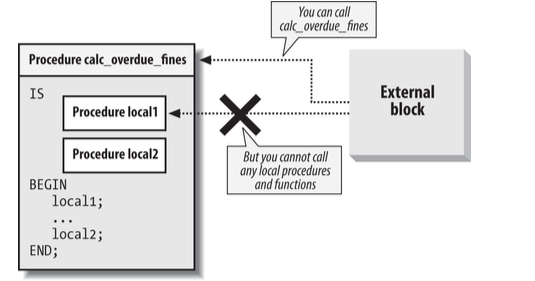 You can call
calc_overdue_fines
Procedure calc_overdue_fines
IS
Procedure local1
Procedure local2
BEGIN
local1;
...
local2;
END;
External
block
But you cannot call
any local procedures
and functions